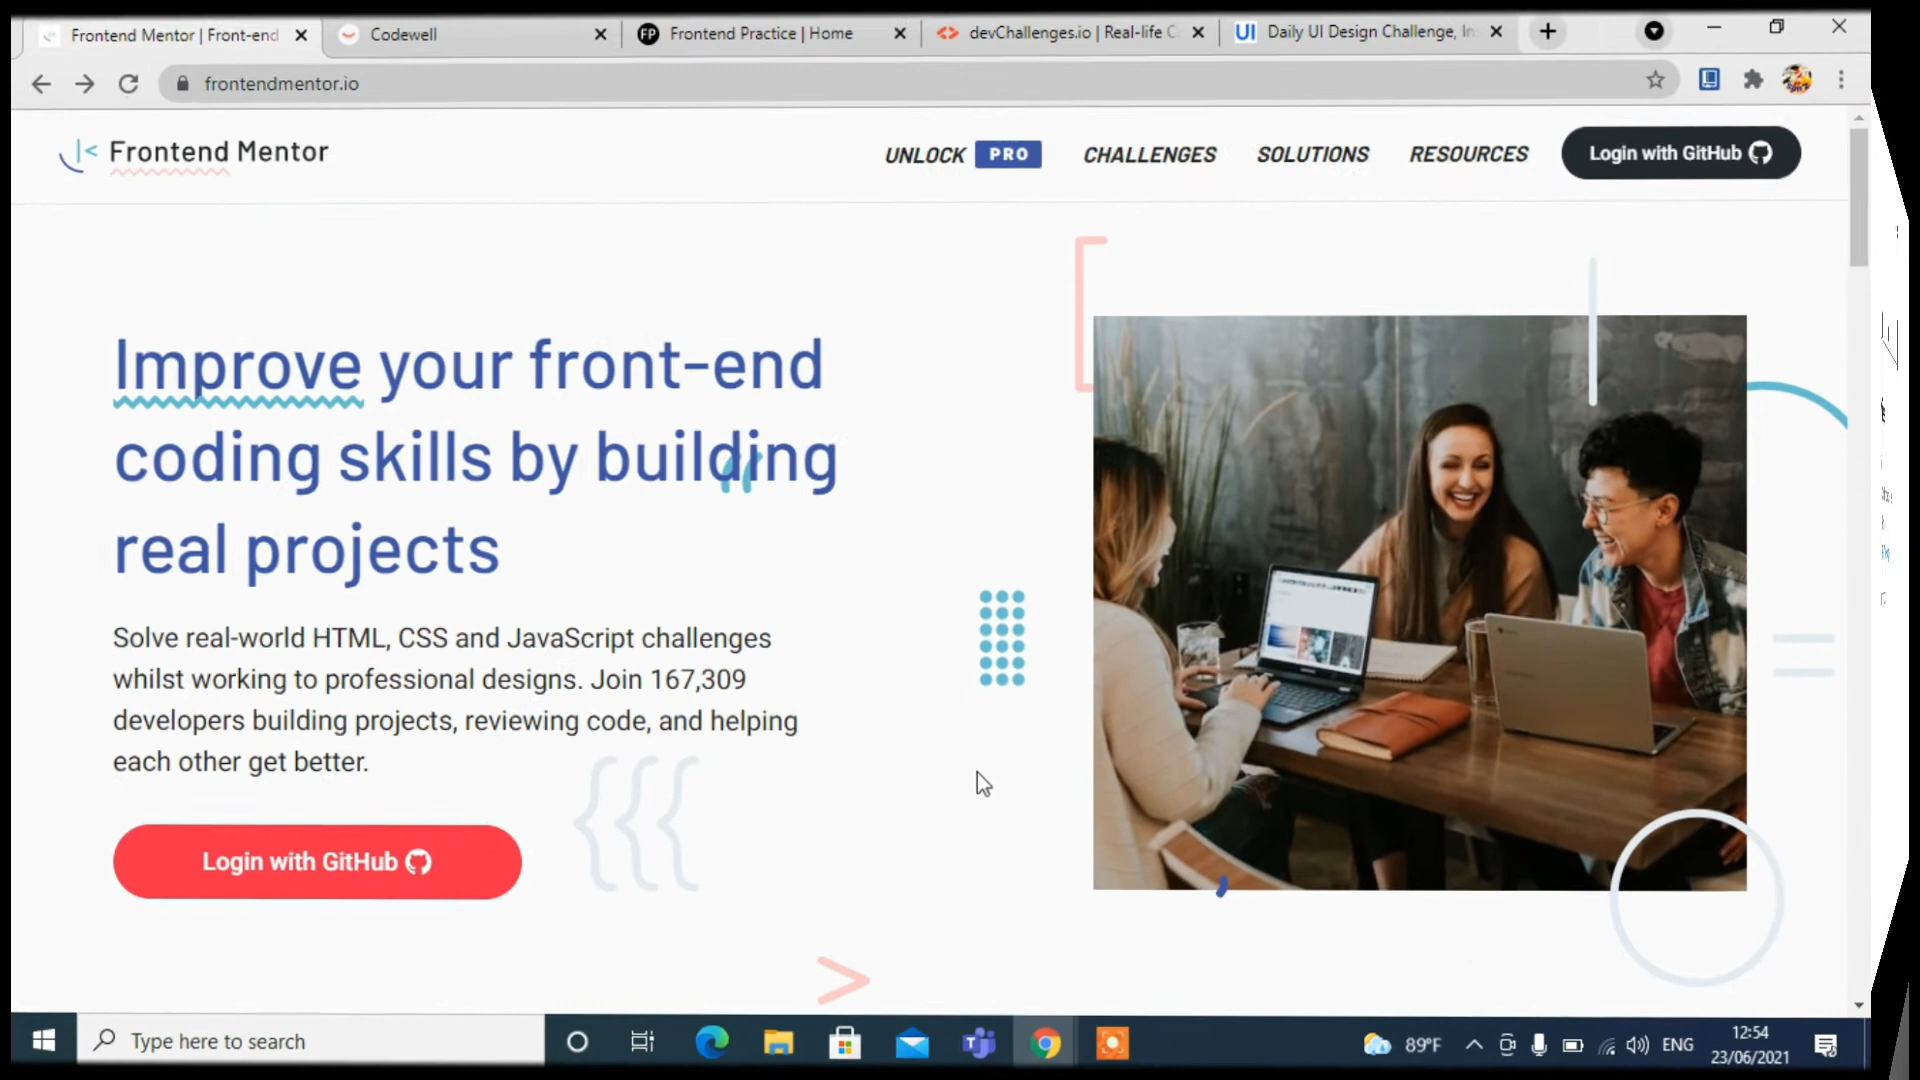 Frontend Mentor | Front-end
Codewell
FP Frontend Practice | Home
devChallenges.io | Real-life C
UI Daily UI Design Challenge, In
frontendmentor.io
Frontend Mentor
UNLOCK PRO
CHALLENGES
SOLUTIONS
RESOURCES
Login with GitHub
Improve your front-end
coding skills by building
real projects
Solve real-world HTML, CSS and JavaScript challenges
whilst working to professional designs. Join 167,309
developers building projects, reviewing code, and helping
each other get better.
Login with GitHub
Type here to search
89°F
ENG
12:54
23/06/2021